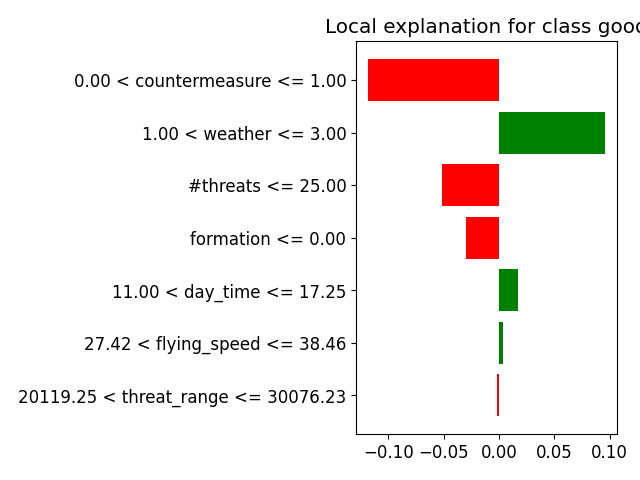 Local explanation for class good
0.00 < countermeasure <= 1.00
1.00 < weather <= 3.00
#threats <= 25.00
formation <= 0.00
11.00 < day_time <= 17.25
27.42 < flying_speed <= 38.46
20119.25 < threat_range <= 30076.23
−0.10 −0.05 0.00 0.05 0.10